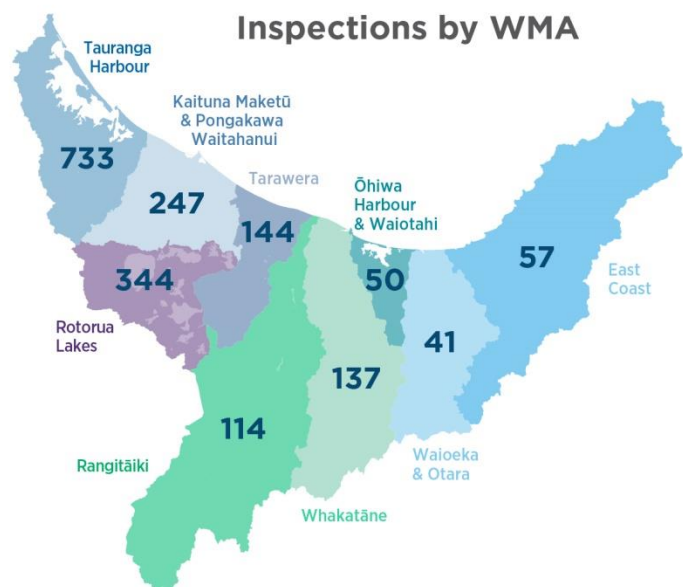 Inspections by WMA
Tauranga
Harbour
Kaituna Maketū
& Pongakawa
Waitahanui
Tarawera
Ōhiwa
Harbour
& Waiotahi
733
247
144
344
50
57
East
Coast
Rotorua
Lakes
41
137
114
Rangitāiki
Waioeka
& Otara
Whakatāne